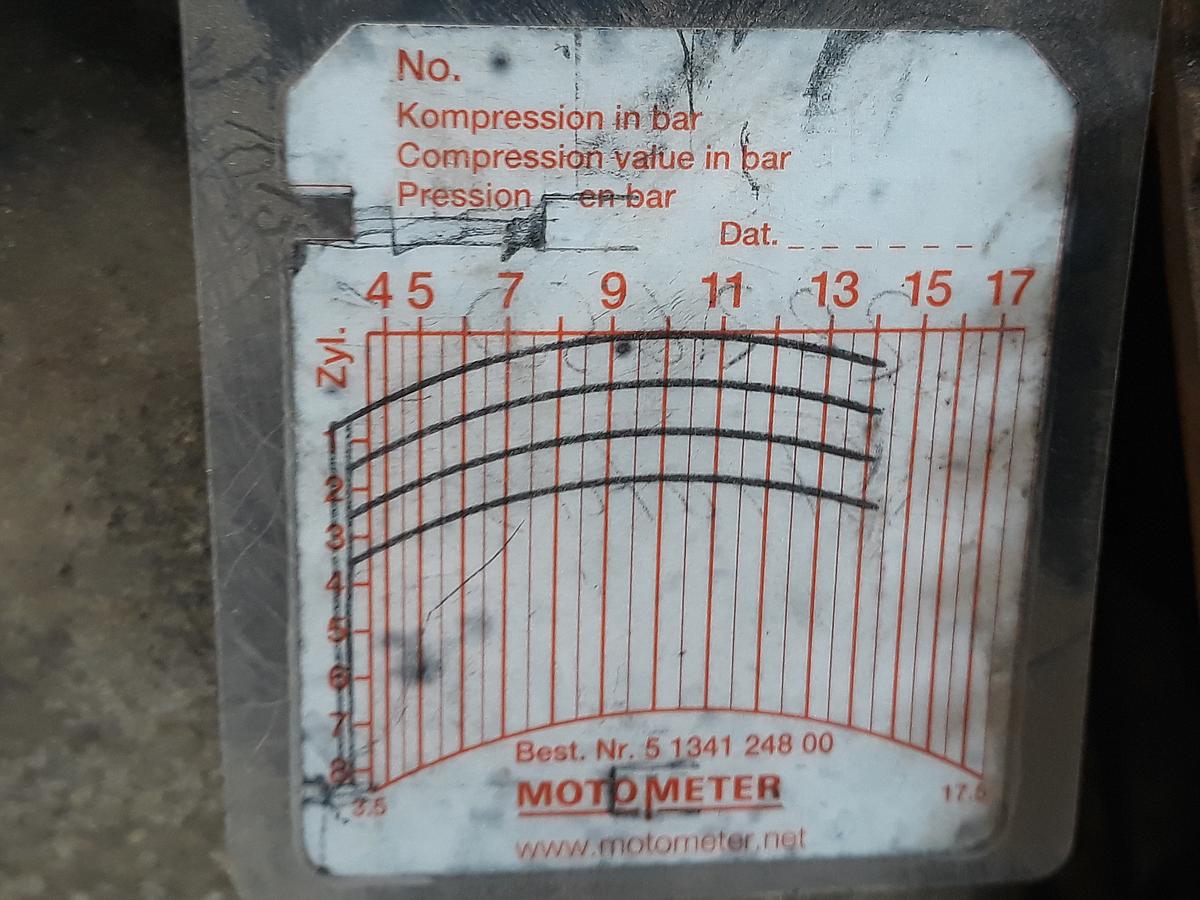 No.
Kompression in bar
Compression value in bar
Pression en bar
Dat. _ _ _ _ _ _
4 5 7 9 11 13 15 17
Zyl.
1
2
3
4
5
6
7
8
3.5 17.5
Best. Nr. 5 1341 248 00
MOTOMETER
www.motometer.net